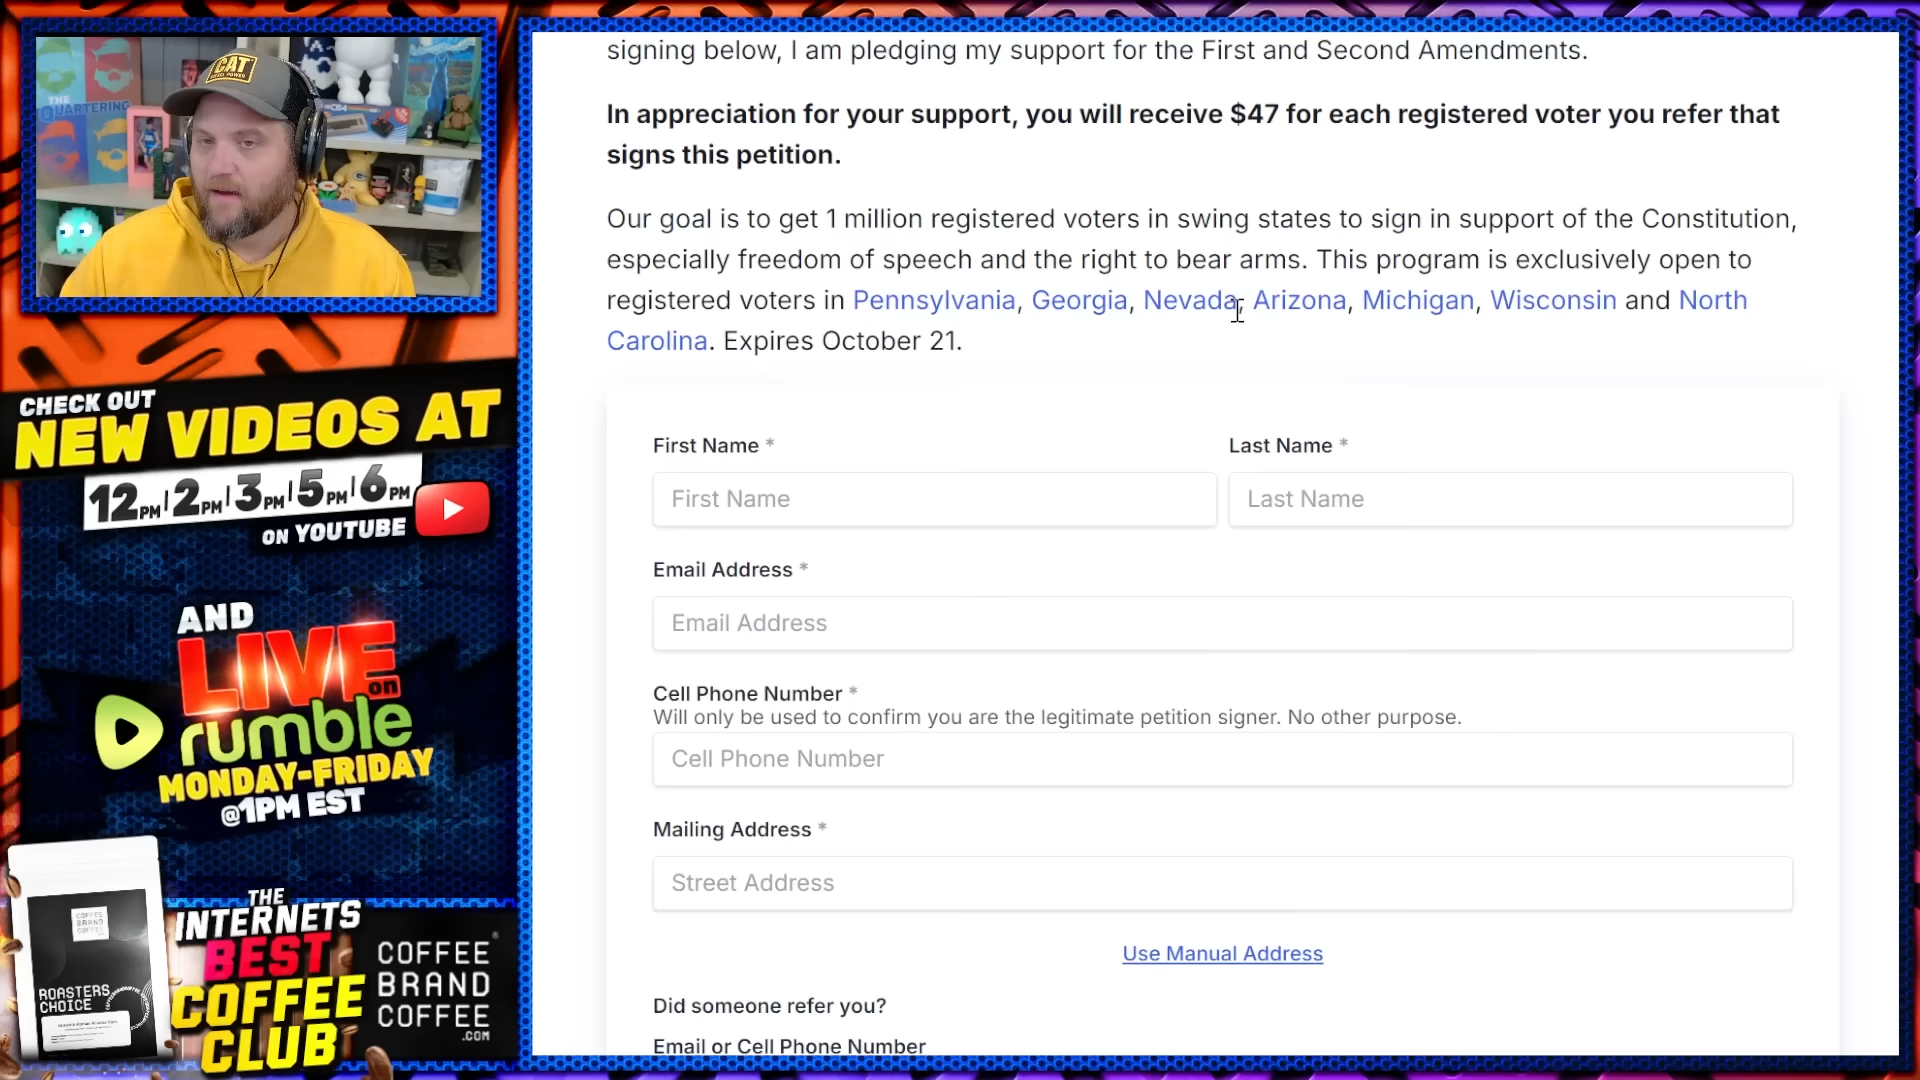 CAT
DIESEL POWER
THE
QUARTERING
CHECK OUT
NEW VIDEOS AT
12PM | 2PM | 3PM | 5PM | 6PM
ON YOUTUBE
AND
LIVE
on
rumble
MONDAY-FRIDAY
@1PM EST
THE
INTERNETS
BEST
COFFEE
CLUB
COFFEE
BRAND
COFFEE
.COM
COFFEE
BRAND
COFFEE
ROASTERS
CHOICE
signing below, I am pledging my support for the First and Second Amendments.
In appreciation for your support, you will receive $47 for each registered voter you refer that
signs this petition.
Our goal is to get 1 million registered voters in swing states to sign in support of the Constitution,
especially freedom of speech and the right to bear arms. This program is exclusively open to
registered voters in Pennsylvania, Georgia, Nevada, Arizona, Michigan, Wisconsin and North
Carolina. Expires October 21.
First Name * Last Name *
First Name Last Name
Email Address *
Email Address
Cell Phone Number *
Will only be used to confirm you are the legitimate petition signer. No other purpose.
Cell Phone Number
Mailing Address *
Street Address
Use Manual Address
Did someone refer you?
Email or Cell Phone Number